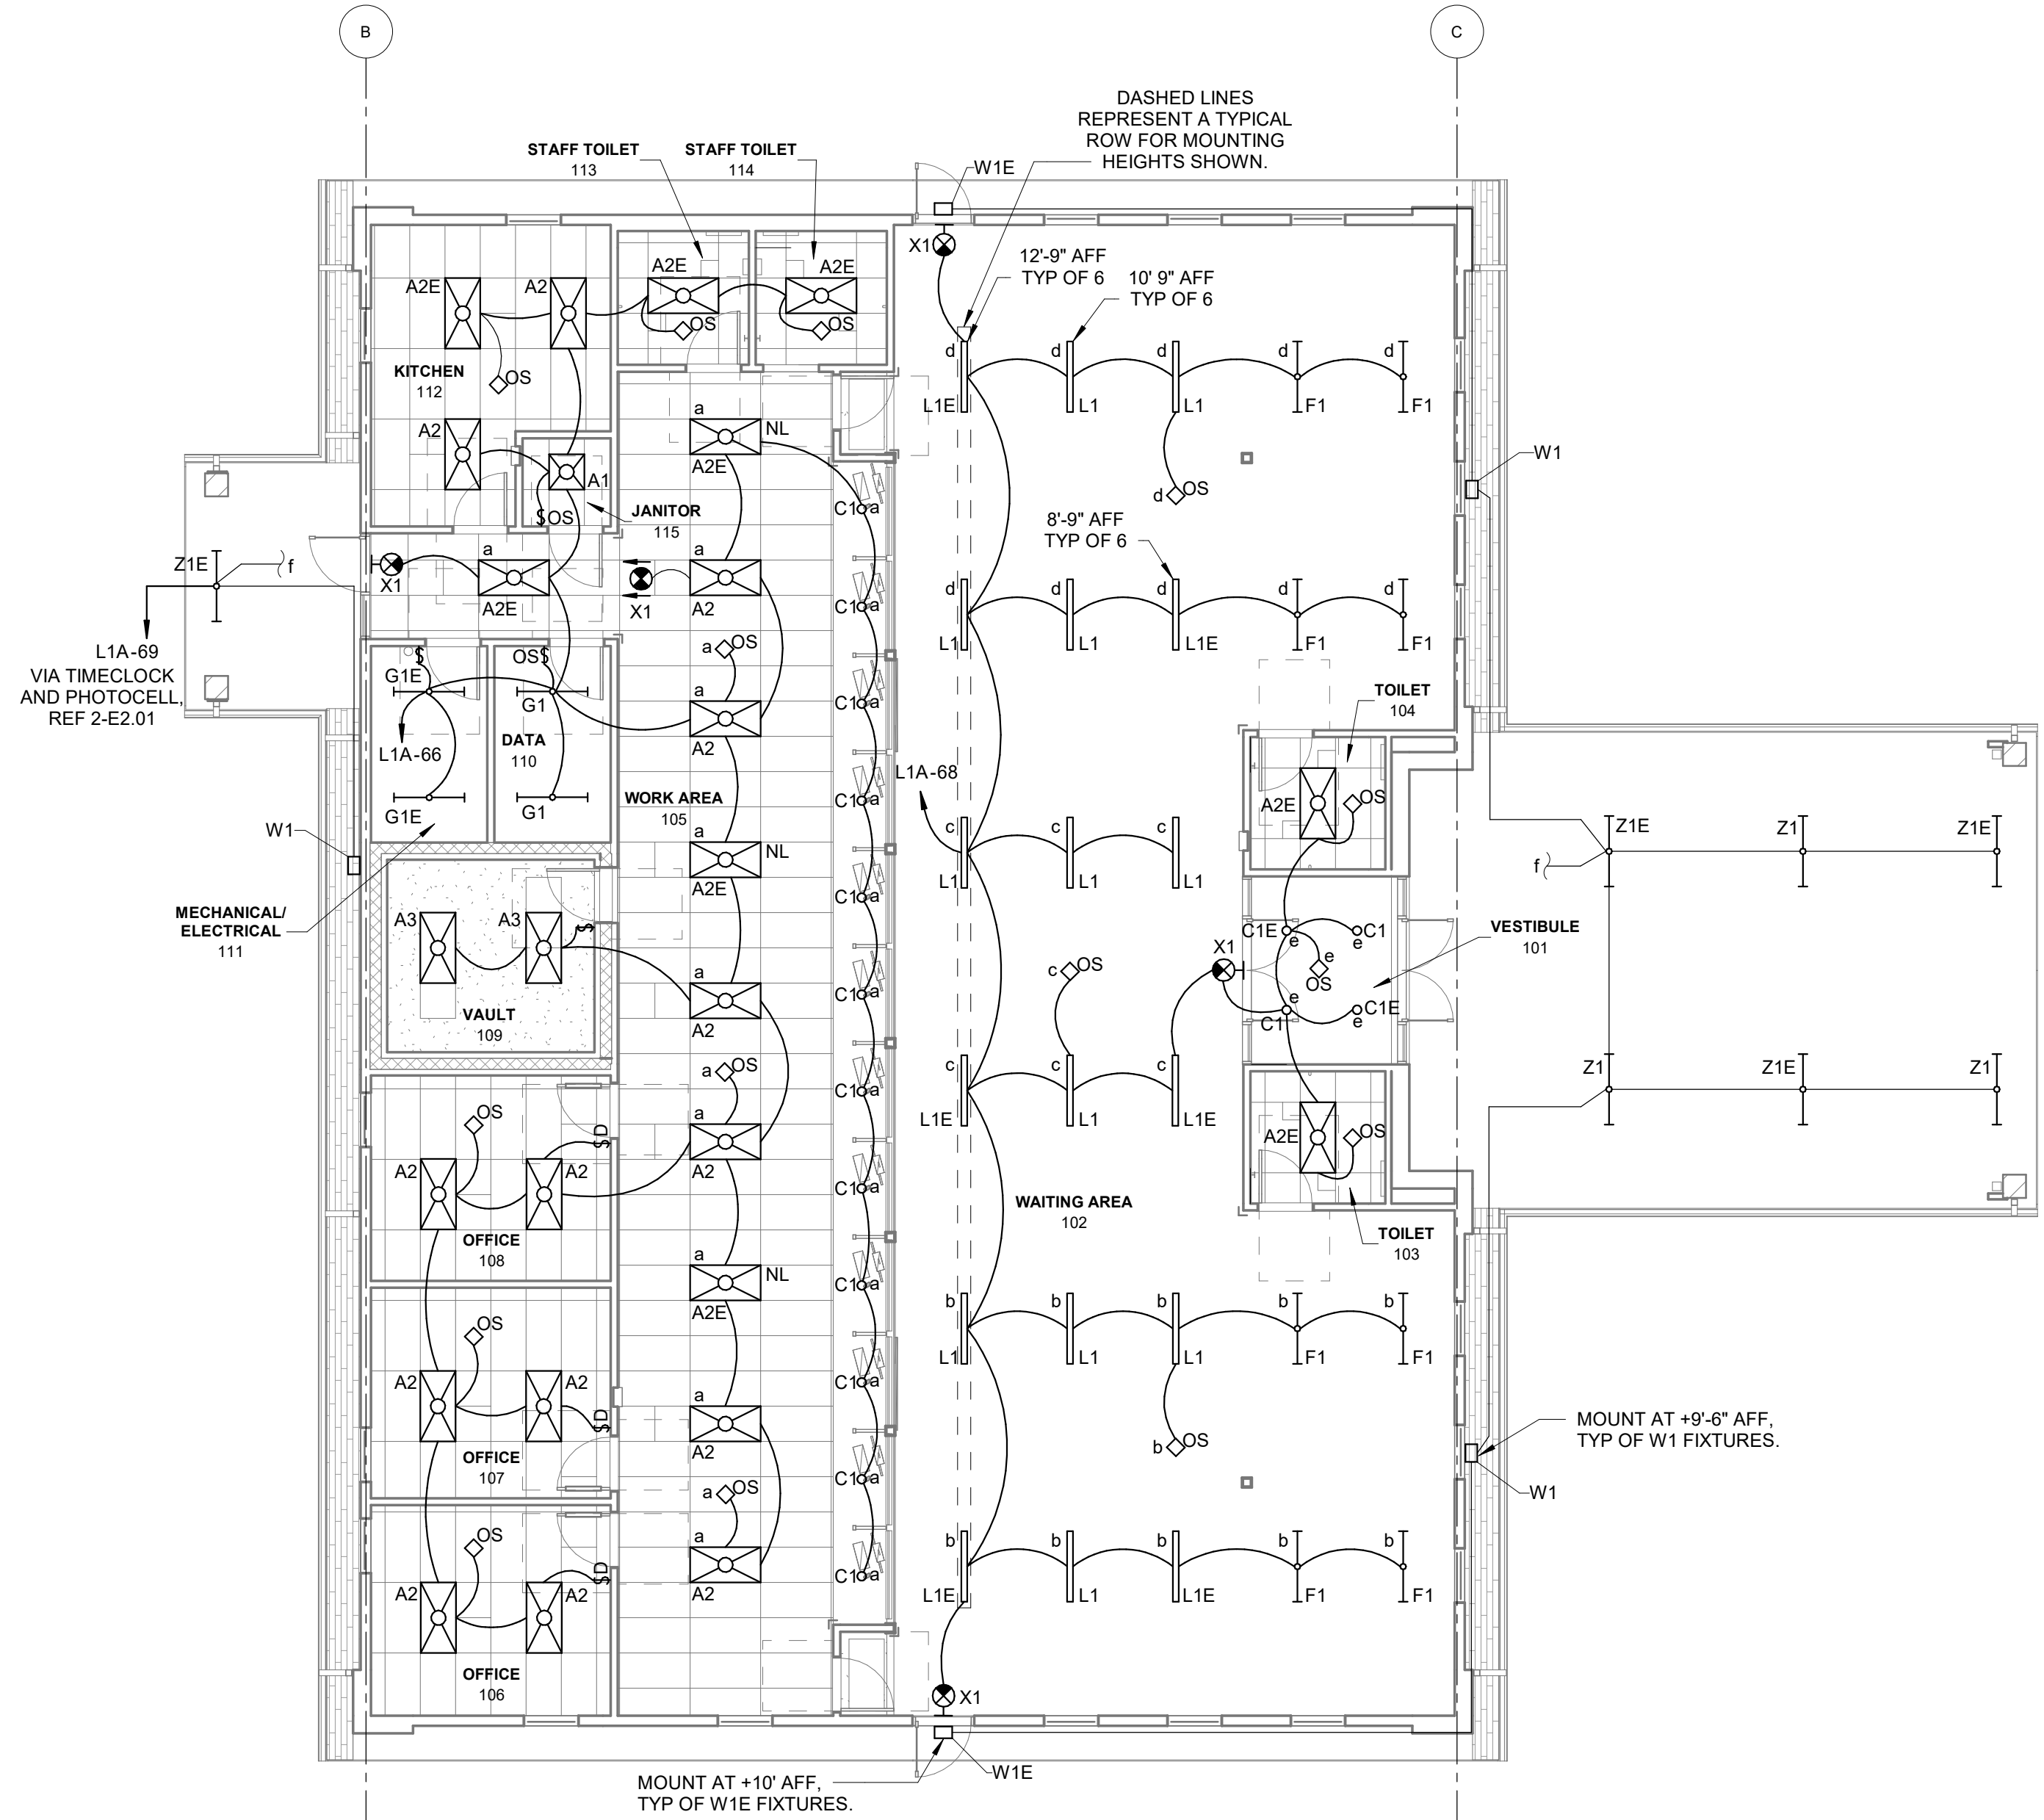 B
C
DASHED LINES
REPRESENT A TYPICAL
ROW FOR MOUNTING
HEIGHTS SHOWN.
STAFF TOILET
113
STAFF TOILET
114
W1E
X1
12'-9" AFF
TYP OF 6
10' 9" AFF
TYP OF 6
A2E
A2
A2E
A2E
OS
OS
KITCHEN
112
OS
A2
A1
$OS
JANITOR
115
a
NL
A2E
d
d
d
d
d
L1E
L1
L1
F1
F1
d
OS
W1
8'-9" AFF
TYP OF 6
Z1E
f
X1
a
A2E
X1
a
A2
d
d
d
d
d
L1
L1
L1E
F1
F1
L1A-69
VIA TIMECLOCK
AND PHOTOCELL,
REF 2-E2.01
$
G1E
OS$
G1
a
OS
a
A2
L1A-66
DATA
110
G1E
G1
WORK AREA
105
L1A-68
TOILET
104
A2E
OS
W1
a
NL
A2E
c
c
c
L1
L1
L1
Z1E
Z1
Z1E
f
MECHANICAL/
ELECTRICAL
111
A3
A3
$
VAULT
109
a
A2
c
OS
X1
C1E
e
C1
e
e
OS
e
C1
C1E
e
VESTIBULE
101
a
OS
a
A2
c
c
c
L1E
L1
L1E
A2E
OS
Z1
Z1E
Z1
OS
$D
A2
A2
OFFICE
108
WAITING AREA
102
TOILET
103
a
NL
A2E
b
b
b
b
b
L1
L1
L1
F1
F1
OS
A2
A2
$D
OFFICE
107
a
A2
b
OS
MOUNT AT +9'-6" AFF,
TYP OF W1 FIXTURES.
W1
a
OS
OS
A2
A2
$D
OFFICE
106
a
A2
b
b
b
b
b
L1E
L1
L1E
F1
F1
C1 a
C1 a
C1 a
C1 a
C1 a
C1 a
C1 a
C1 a
C1 a
C1 a
C1 a
C1 a
X1
W1E
MOUNT AT +10' AFF,
TYP OF W1E FIXTURES.